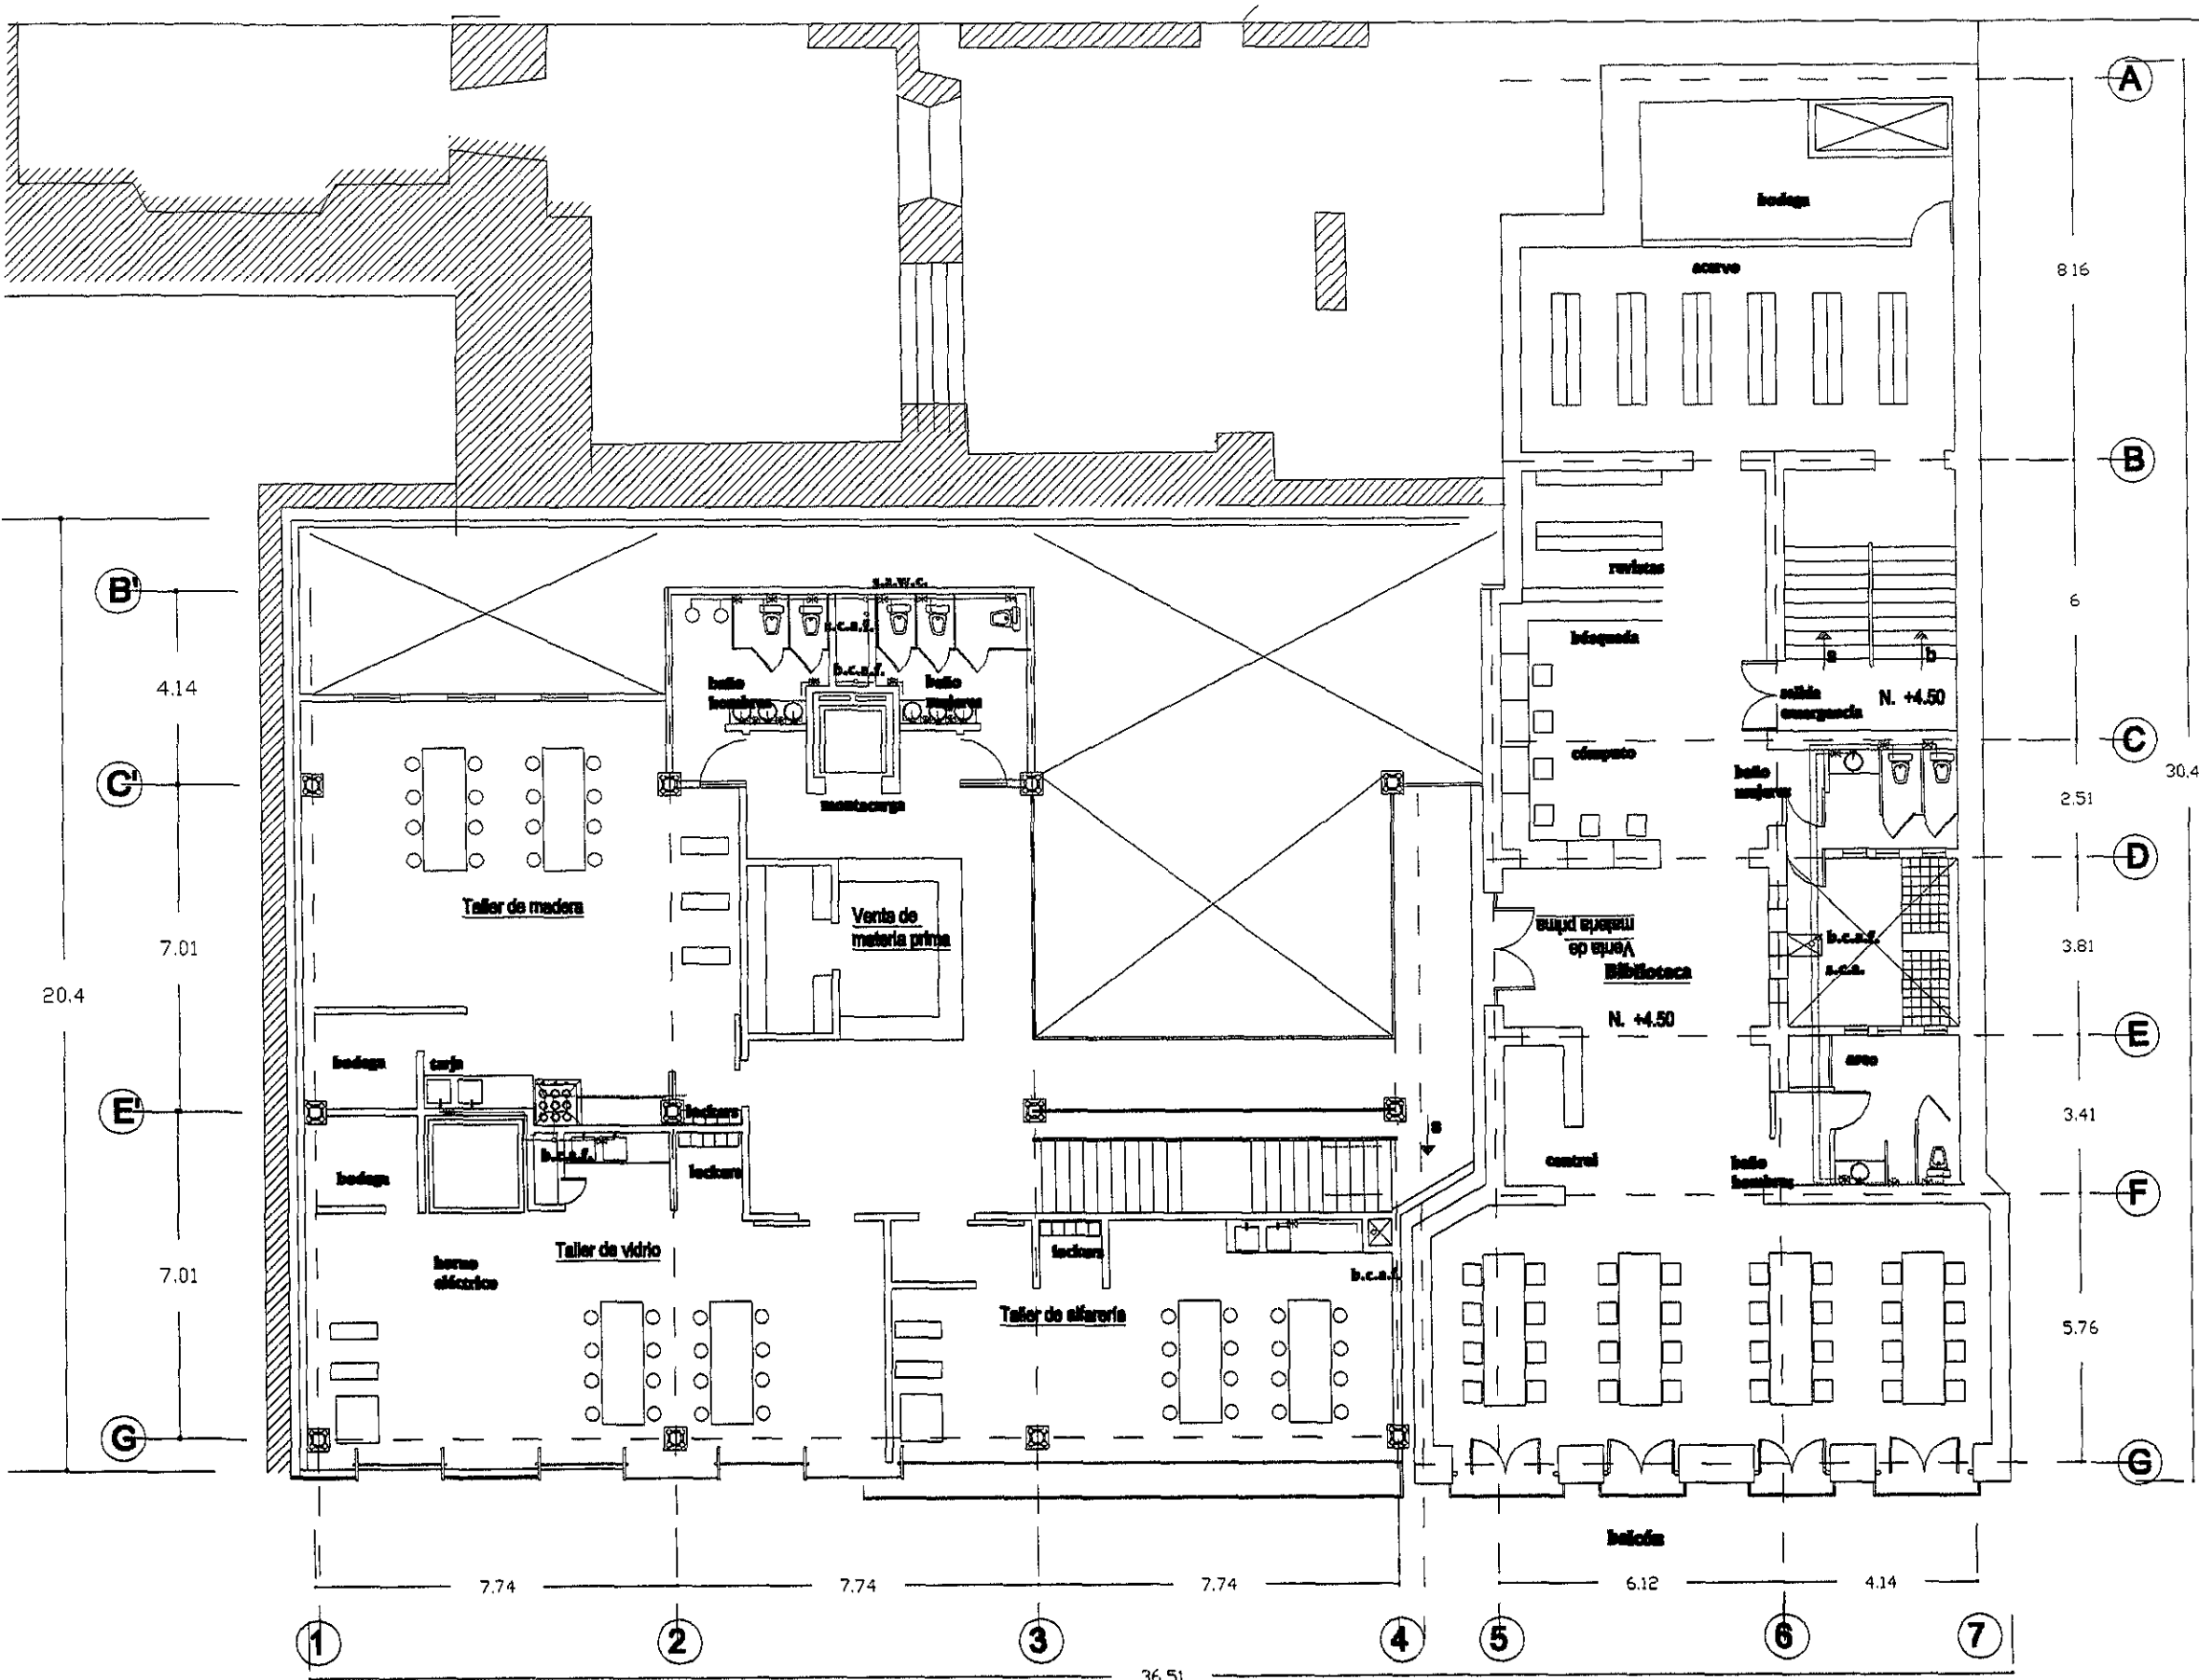 A
bodega
acervo
8.16
B
s.a.w.c.
revistas
B'
6
s.c.a.f.
búsqueda
s
b
b.c.a.f.
4.14
baño
hombres
baño
mujeres
salida
emergencia
N. +4.50
C
cómputo
C'
baño
mujeres
30.4
montacarga
2.51
D
Taller de madera
Venta de
materia prima
Venta de
materia prima
b.c.a.f.
3.81
7.01
Biblioteca
s.c.a.
20.4
N. +4.50
E
bodega
tarja
aseo
E'
lockers
s
3.41
b.c.a.f.
lockers
control
bodega
baño
hombres
F
Taller de vidrio
lockers
horno
eléctrico
b.c.a.f.
7.01
Taller de alfarería
5.76
G
G
balcón
7.74
7.74
7.74
6.12
4.14
1
2
3
4
5
6
7
36.51